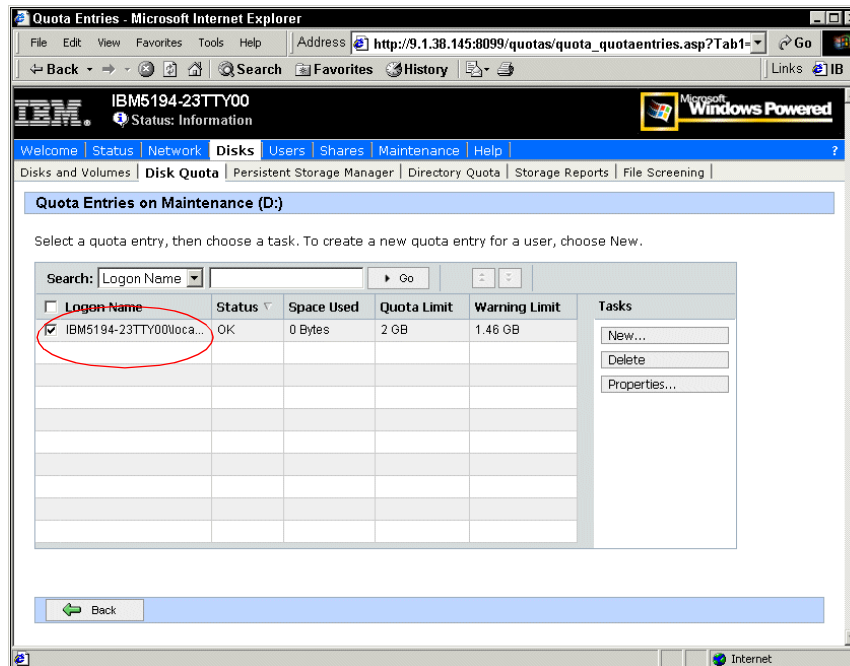 Quota Entries - Microsoft Internet Explorer
File Edit View Favorites Tools Help Address http://9.1.38.145:8099/quotas/quota_quotaentries.asp?Tab1= Go
Back Search Favorites History Links IB
IBM IBM5194-23TTY00
Status: Information
Microsoft Windows Powered
Welcome Status Network Disks Users Shares Maintenance Help ?
Disks and Volumes Disk Quota Persistent Storage Manager Directory Quota Storage Reports File Screening
Quota Entries on Maintenance (D:)
Select a quota entry, then choose a task. To create a new quota entry for a user, choose New.
Search: Logon Name Go
Logon Name Status Space Used Quota Limit Warning Limit Tasks
IBM5194-23TTY00\loca... OK 0 Bytes 2 GB 1.46 GB
New...
Delete
Properties...
Back
Internet